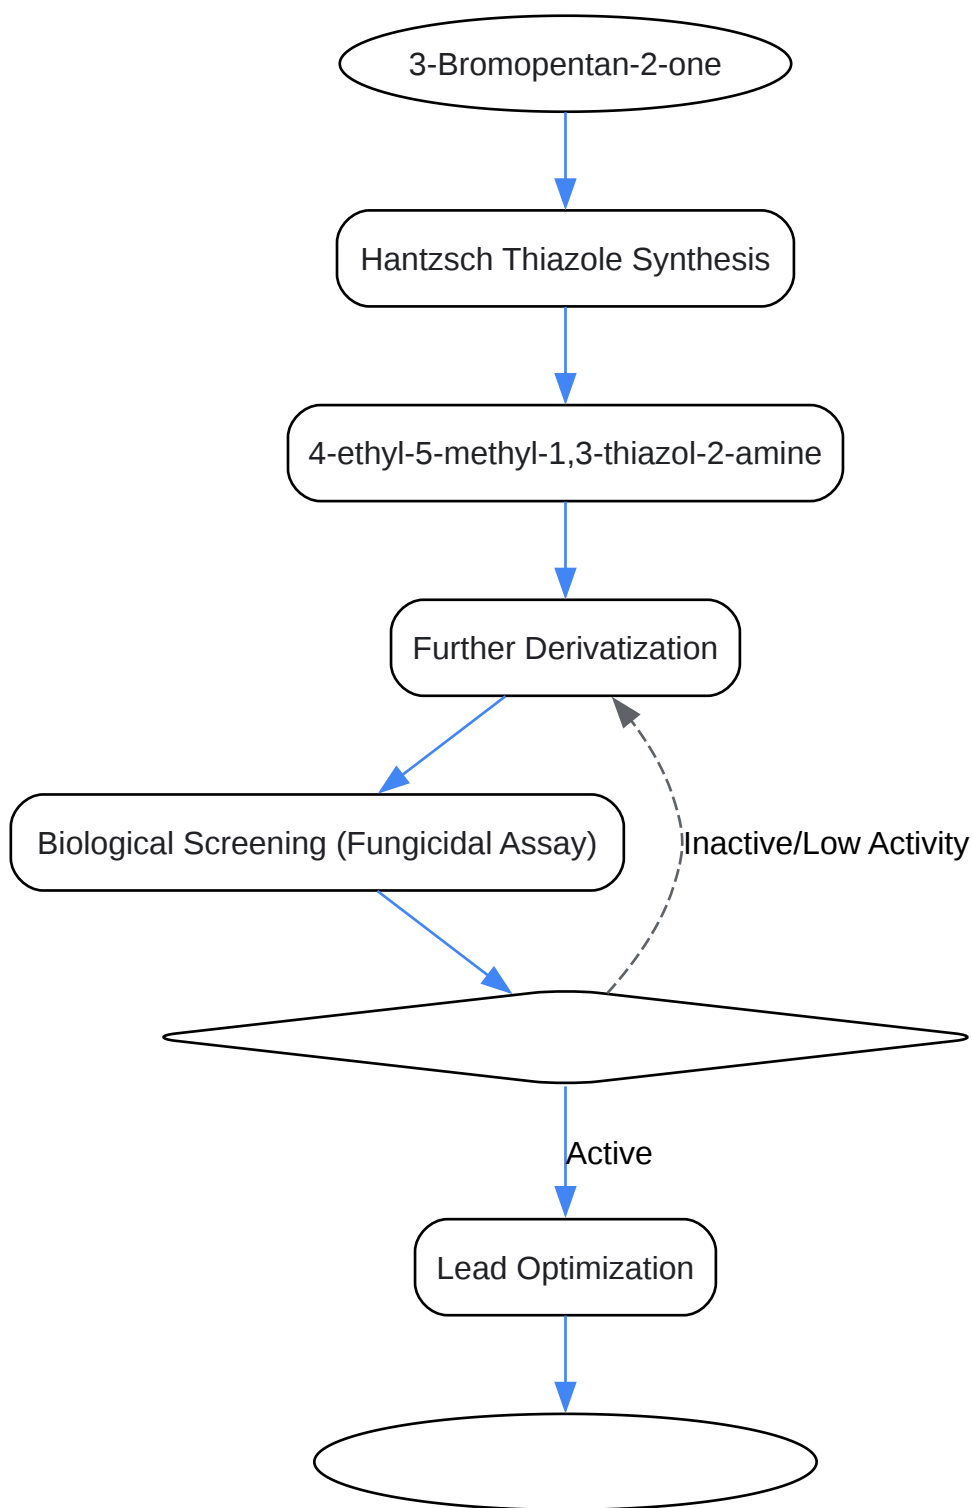 3-Bromopentan-2-one
Hantzsch Thiazole Synthesis
4-ethyl-5-methyl-1,3-thiazol-2-amine
Further Derivatization
Biological Screening (Fungicidal Assay)
Inactive/Low Activity
Active
Lead Optimization